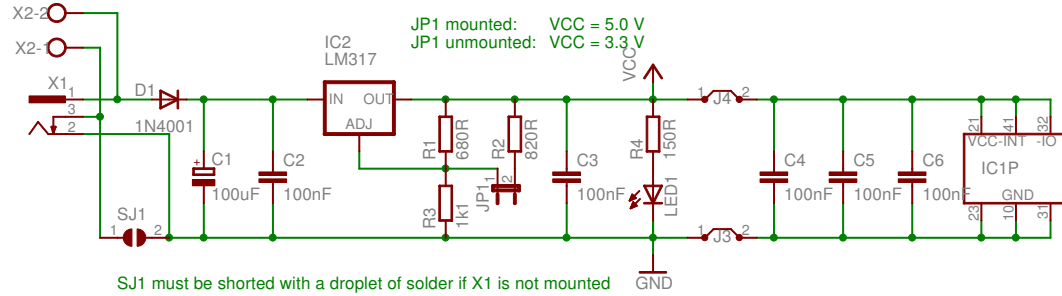 X2-2
X2-1
JP1 mounted: VCC = 5.0 V
JP1 unmounted: VCC = 3.3 V
IC2
LM317
VCC
X1
1
3
2
D1
1N4001
IN
OUT
ADJ
R1
680R
R2
820R
R4
150R
1
J4
2
21
41
32
VCC-INT
-IO
IC1P
GND
23
10
31
C1
+
100uF
C2
100nF
R3
1k1
JP1
1
2
C3
100nF
LED1
C4
100nF
C5
100nF
C6
100nF
SJ1
1
2
1
J3
2
GND
SJ1 must be shorted with a droplet of solder if X1 is not mounted